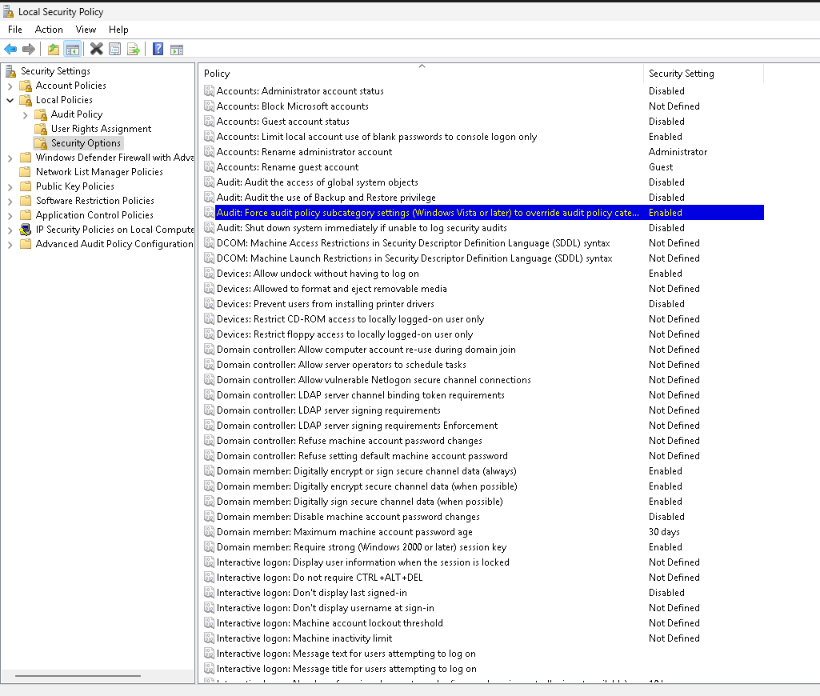 Local Security Policy
File Action View Help
Security Settings
Account Policies
Local Policies
Audit Policy
User Rights Assignment
Security Options
Windows Defender Firewall with Adva
Network List Manager Policies
Public Key Policies
Software Restriction Policies
Application Control Policies
IP Security Policies on Local Compute
Advanced Audit Policy Configuration
Policy Security Setting
Accounts: Administrator account status Disabled
Accounts: Block Microsoft accounts Not Defined
Accounts: Guest account status Disabled
Accounts: Limit local account use of blank passwords to console logon only Enabled
Accounts: Rename administrator account Administrator
Accounts: Rename guest account Guest
Audit: Audit the access of global system objects Disabled
Audit: Audit the use of Backup and Restore privilege Disabled
Audit: Force audit policy subcategory settings (Windows Vista or later) to override audit policy cate... Enabled
Audit: Shut down system immediately if unable to log security audits Disabled
DCOM: Machine Access Restrictions in Security Descriptor Definition Language (SDDL) syntax Not Defined
DCOM: Machine Launch Restrictions in Security Descriptor Definition Language (SDDL) syntax Not Defined
Devices: Allow undock without having to log on Enabled
Devices: Allowed to format and eject removable media Not Defined
Devices: Prevent users from installing printer drivers Disabled
Devices: Restrict CD-ROM access to locally logged-on user only Not Defined
Devices: Restrict floppy access to locally logged-on user only Not Defined
Domain controller: Allow computer account re-use during domain join Not Defined
Domain controller: Allow server operators to schedule tasks Not Defined
Domain controller: Allow vulnerable Netlogon secure channel connections Not Defined
Domain controller: LDAP server channel binding token requirements Not Defined
Domain controller: LDAP server signing requirements Not Defined
Domain controller: LDAP server signing requirements Enforcement Not Defined
Domain controller: Refuse machine account password changes Not Defined
Domain controller: Refuse setting default machine account password Not Defined
Domain member: Digitally encrypt or sign secure channel data (always) Enabled
Domain member: Digitally encrypt secure channel data (when possible) Enabled
Domain member: Digitally sign secure channel data (when possible) Enabled
Domain member: Disable machine account password changes Disabled
Domain member: Maximum machine account password age 30 days
Domain member: Require strong (Windows 2000 or later) session key Enabled
Interactive logon: Display user information when the session is locked Not Defined
Interactive logon: Do not require CTRL+ALT+DEL Not Defined
Interactive logon: Don't display last signed-in Disabled
Interactive logon: Don't display username at sign-in Not Defined
Interactive logon: Machine account lockout threshold Not Defined
Interactive logon: Machine inactivity limit Not Defined
Interactive logon: Message text for users attempting to log on
Interactive logon: Message title for users attempting to log on